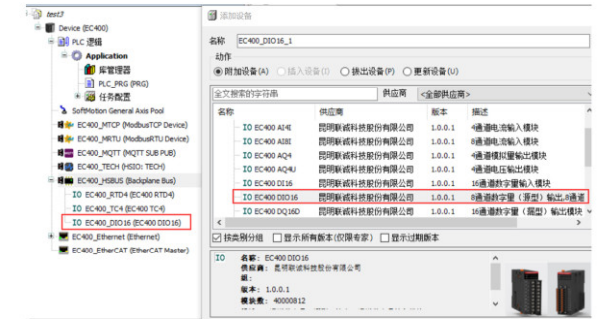 test3
Device (EC400)
PLC 逻辑
Application
库管理器
PLC_PRG (PRG)
任务配置
SoftMotion General Axis Pool
EC400_MTCP (ModbusTCP Device)
EC400_MRTU (ModbusRTU Device)
EC400_MQTT (MQTT SUB PUB)
EC400_TECH (HSIO: TECH)
EC400_HSBUS (Backplane Bus)
IO EC400_RTD4 (EC400 RTD4)
IO EC400_TC4 (EC400 TC4)
IO EC400_DIO16 (EC400 DIO16)
EC400_Ethernet (Ethernet)
EC400_EtherCAT (EtherCAT Master)
添加设备
名称 EC400_DIO16_1
动作
附加设备(A) 插入设备(I) 拔出设备(P) 更新设备(U)
全文搜索的字符串 供应商 <全部供应商>
名称 供应商 版本 描述
IO EC400 AI4I 昆明联诚科技股份有限公司 1.0.0.1 4通道电流输入模块
IO EC400 AI8I 昆明联诚科技股份有限公司 1.0.0.1 8通道电流输入模块
IO EC400 AQ4 昆明联诚科技股份有限公司 1.0.0.1 4通道模拟量输出模块
IO EC400 AQ4U 昆明联诚科技股份有限公司 1.0.0.1 4通道电压输出模块
IO EC400 DI16 昆明联诚科技股份有限公司 1.0.0.1 16通道数字量输入模块
IO EC400 DIO16 昆明联诚科技股份有限公司 1.0.0.1 8通道数字量（源型）输出,8通道
IO EC400 DQ16D 昆明联诚科技股份有限公司 1.0.0.1 16通道数字量（漏型）输出模块
按类别分组 显示所有版本(仅限专家) 显示过期版本
IO 名称: EC400 DIO16
供应商: 昆明联诚科技股份有限公司
组:
版本: 1.0.0.1
模块数: 40000812